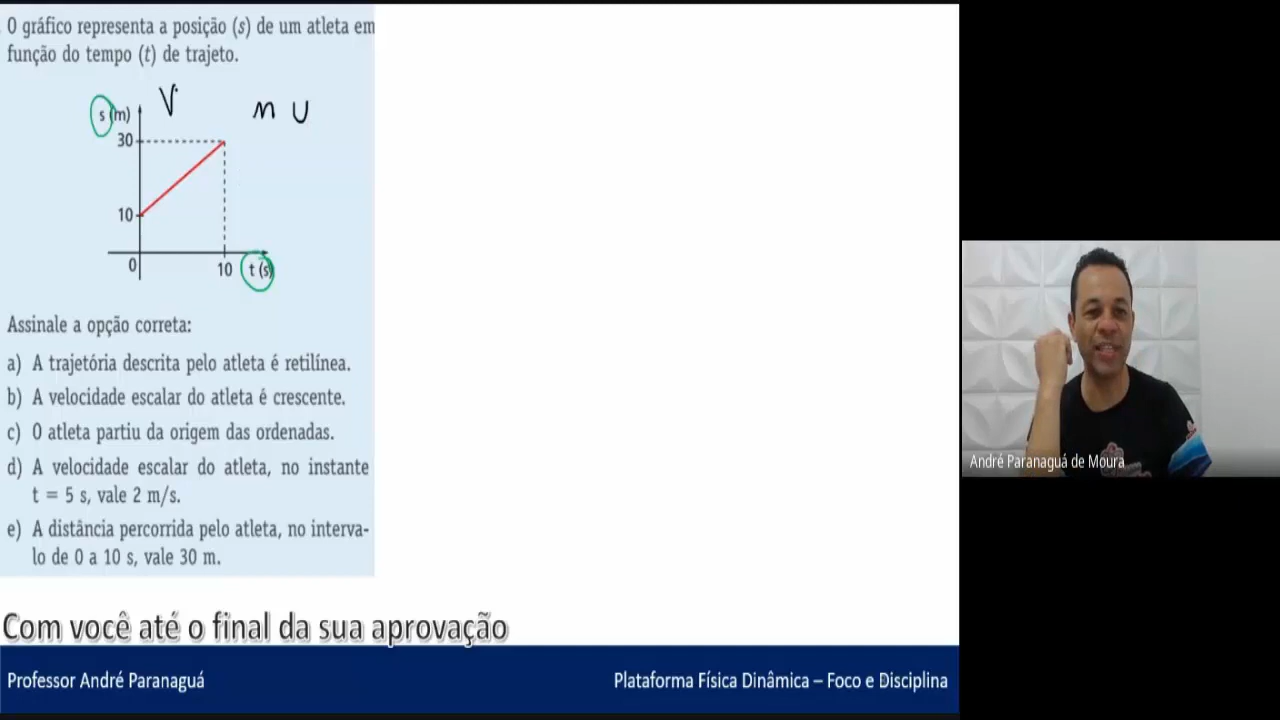 O gráfico representa a posição (s) de um atleta em
função do tempo (t) de trajeto.
V
m U
s (m)
30
10
0
10
t (s)
Assinale a opção correta:
a) A trajetória descrita pelo atleta é retilínea.
b) A velocidade escalar do atleta é crescente.
c) O atleta partiu da origem das ordenadas.
d) A velocidade escalar do atleta, no instante
t = 5 s, vale 2 m/s.
e) A distância percorrida pelo atleta, no interva-
lo de 0 a 10 s, vale 30 m.
Com você até o final da sua aprovação
Professor André Paranaguá
Plataforma Física Dinâmica – Foco e Disciplina
André Paranaguá de Moura